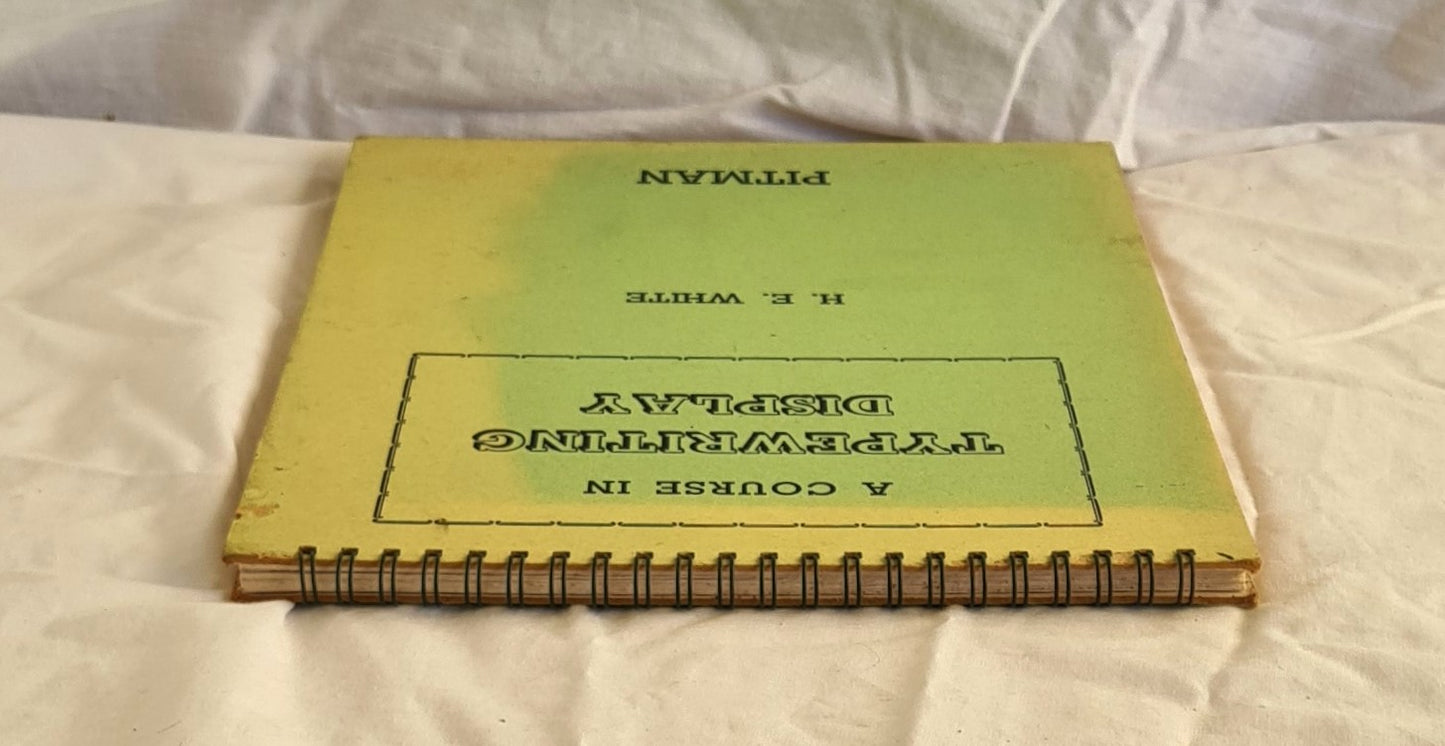 A COURSE IN
TYPEWRITING
DISPLAY
H. E. WHITE
PITMAN